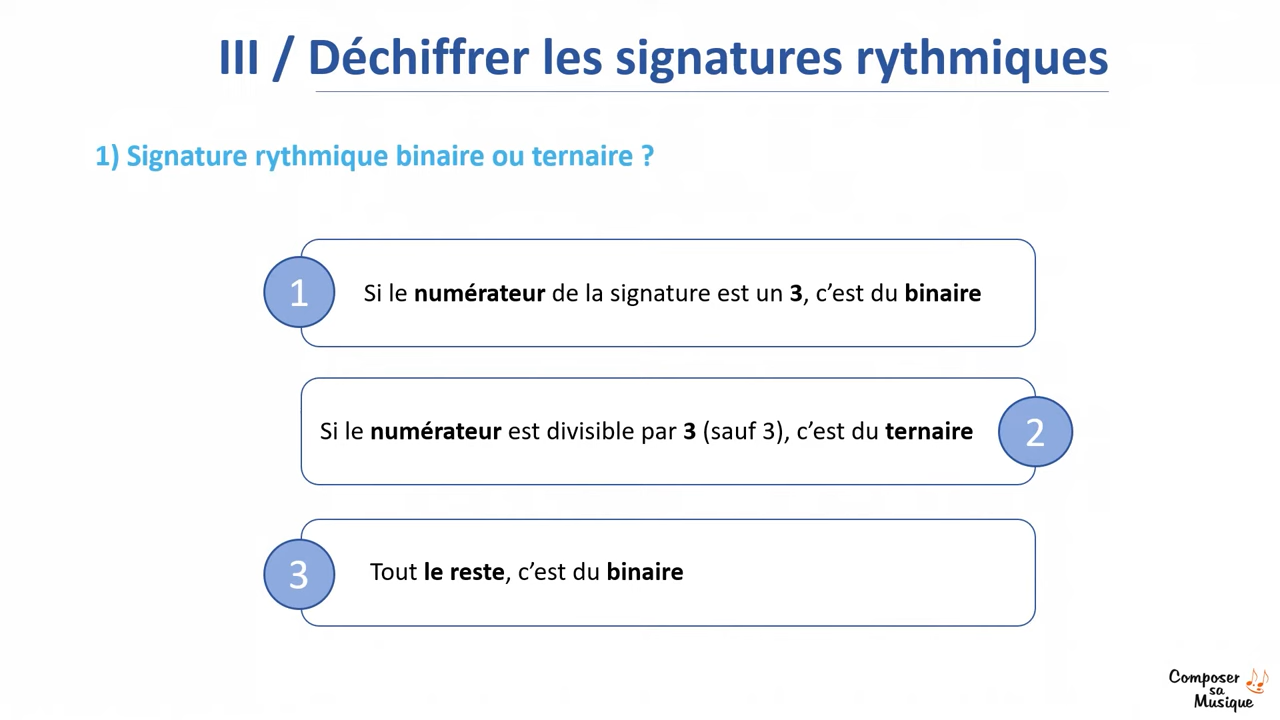 III / Déchiffrer les signatures rythmiques
1) Signature rythmique binaire ou ternaire ?
1
Si le numérateur de la signature est un 3, c’est du binaire
Si le numérateur est divisible par 3 (sauf 3), c’est du ternaire
2
3
Tout le reste, c’est du binaire
Composer
sa
Musique